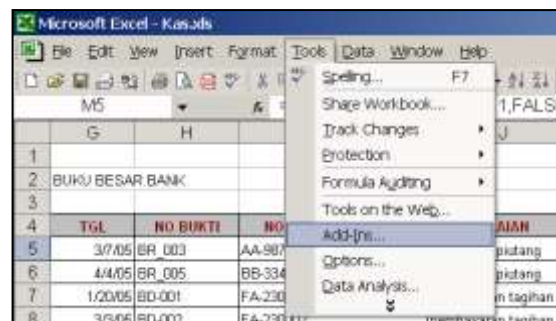 Microsoft Excel - Kas.xls
File Edit View Insert Format Tools Data Window Help
Spelling... F7
M5 1,FALS
Share Workbook...
G H Track Changes J
1 Protection
2 BUKU BESAR BANK Formula Auditing
3 Tools on the Web...
4 TGL NO BUKTI NO Add-Ins... AIAN
5 3/7/05 BR_003 AA-987 Options... piutang
6 4/4/05 BR_005 BB-334 Data Analysis... piutang
7 1/20/05 BD-001 FA-230 n tagihan
8 3/3/05 BD-002 FA-230 membayarkan tagihan